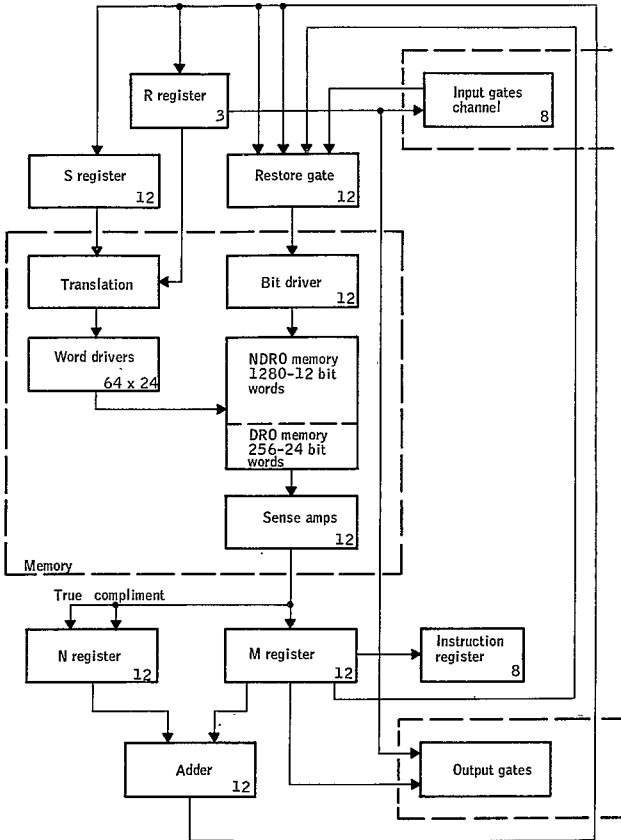 R register
3
Input gates
channel
8
S register
12
Restore gate
12
Translation
Bit driver
12
Word drivers
64 x 24
NDRO memory
1280-12 bit
words
DRO memory
256-24 bit
words
Sense amps
12
Memory
True compliment
N register
12
M register
12
Instruction
register
8
Adder
12
Output gates